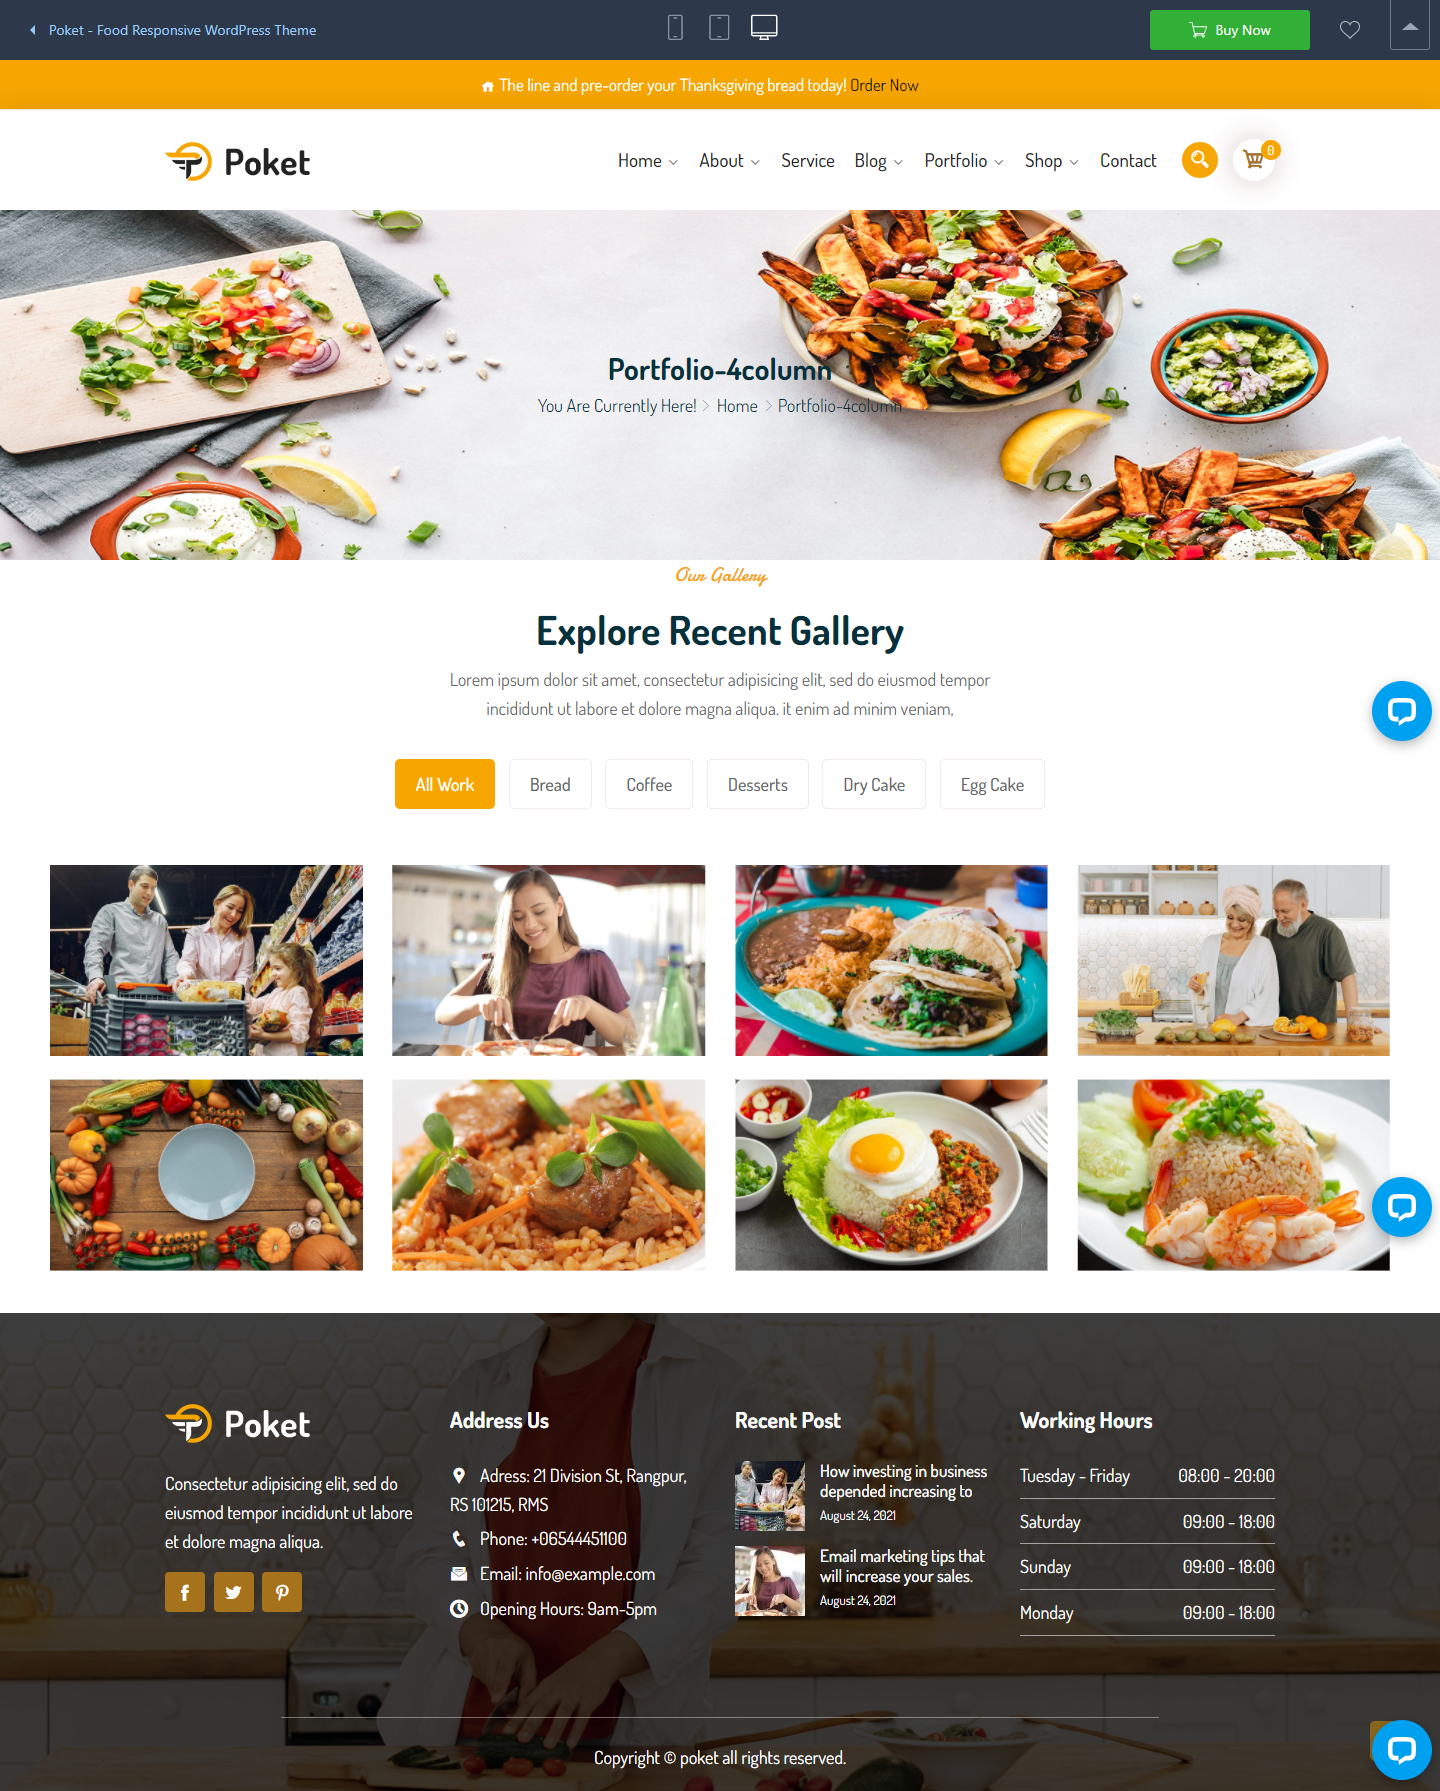 Poket - Food Responsive WordPress Theme
Buy Now
The line and pre-order your Thanksgiving bread today! Order Now
Poket
Home
About
Service
Blog
Portfolio
Shop
Contact
0
Portfolio-4column
You Are Currently Here! Home Portfolio-4column
Our Gallery
Explore Recent Gallery
Lorem ipsum dolor sit amet, consectetur adipisicing elit, sed do eiusmod tempor
incididunt ut labore et dolore magna aliqua. it enim ad minim veniam,
All Work
Bread
Coffee
Desserts
Dry Cake
Egg Cake
Poket
Consectetur adipisicing elit, sed do
eiusmod tempor incididunt ut labore
et dolore magna aliqua.
Address Us
Adress: 21 Division St, Rangpur,
RS 101215, RMS
Phone: +06544451100
Email: info@example.com
Opening Hours: 9am-5pm
Recent Post
How investing in business
depended increasing to
August 24, 2021
Email marketing tips that
will increase your sales.
August 24, 2021
Working Hours
Tuesday - Friday 08:00 - 20:00
Saturday 09:00 - 18:00
Sunday 09:00 - 18:00
Monday 09:00 - 18:00
Copyright © poket all rights reserved.